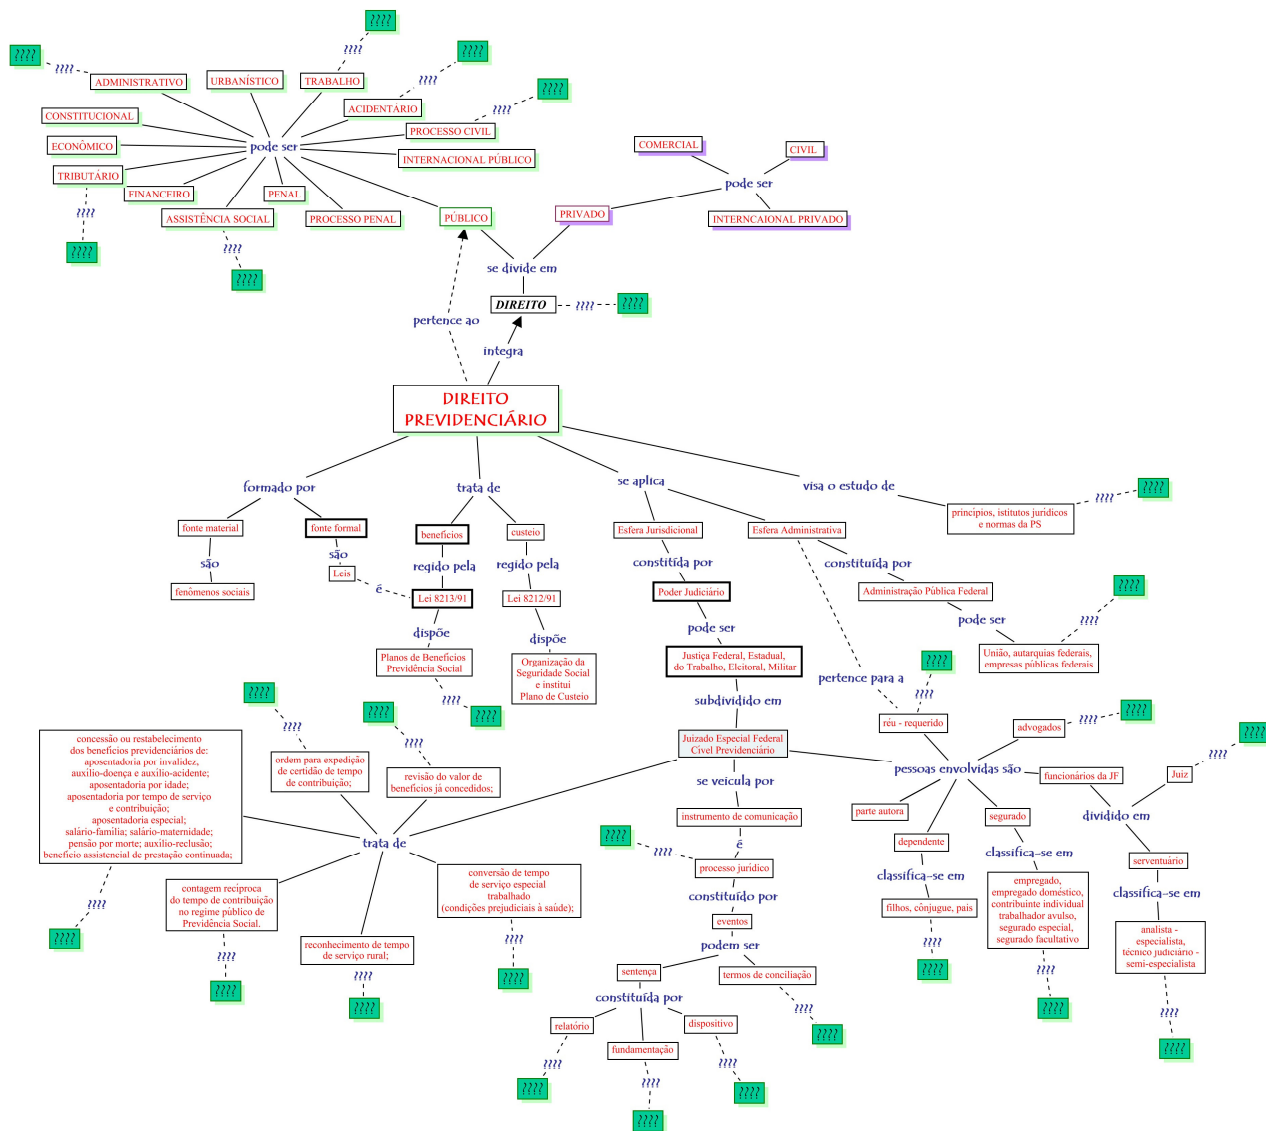 ????
????
????
????
????
????
????
????
ADMINISTRATIVO
URBANÍSTICO
TRABALHO
????
????
ACIDENTÁRIO
CONSTITUCIONAL
PROCESSO CIVIL
ECONÔMICO
pode ser
INTERNACIONAL PÚBLICO
TRIBUTÁRIO
FINANCEIRO
PENAL
????
ASSISTÊNCIA SOCIAL
PROCESSO PENAL
PÚBLICO
????
????
????
COMERCIAL
CIVIL
pode ser
PRIVADO
INTERNCAIONAL PRIVADO
se divide em
DIREITO
????
????
pertence ao
integra
DIREITO
PREVIDENCIÁRIO
formado por
trata de
se aplica
visa o estudo de
????
????
princípios, istitutos jurídicos
e normas da PS
fonte material
fonte formal
benefícios
custeio
Esfera Jurisdicional
Esfera Administrativa
são
são
Leis
é
fenômenos sociais
regido pela
regido pela
Lei 8213/91
Lei 8212/91
dispõe
dispõe
Planos de Benefícios
Previdência Social
Organização da
Seguridade Social
e institui
Plano de Custeio
????
????
constitída por
Poder Judiciário
pode ser
Justiça Federal, Estadual,
do Trabalho, Eleitoral, Militar
subdividido em
Juizado Especial Federal
Cível Previdenciário
constituída por
Administração Pública Federal
pode ser
????
????
União, autarquias federais,
empresas públicas federais
pertence para a
????
????
réu - requerido
advogados
????
????
pessoas envolvidas são
funcionários da JF
Juiz
????
????
parte autora
dependente
segurado
dividido em
classifica-se em
classifica-se em
serventuário
filhos, cônjugue, pais
empregado,
empregado doméstico,
contribuinte individual
trabalhador avulso,
segurado especial,
segurado facultativo
classifica-se em
analista -
especialista,
técnico judiciário -
semi-especialista
????
????
????
????
????
????
????
????
????
????
concessão ou restabelecimento
dos benefícios previdenciários de:
aposentadoria por invalidez,
auxílio-doença e auxílio-acidente;
aposentadoria por idade;
aposentadoria por tempo de serviço
e contribuição;
aposentadoria especial;
salário-família; salário-maternidade;
pensão por morte; auxílio-reclusão;
benefício assistencial de prestação continuada;
ordem para expedição
de certidão de tempo
de contribuição;
revisão do valor de
benefícios já concedidos;
trata de
????
????
contagem recíproca
do tempo de contribuição
no regime público de
Previdência Social.
????
????
reconhecimento de tempo
de serviço rural;
????
????
conversão de tempo
de serviço especial
trabalhado
(condições prejudiciais à saúde);
????
????
se veicula por
instrumento de comunicação
é
????
????
processo jurídico
constituído por
eventos
podem ser
sentença
termos de conciliação
????
????
constituída por
relatório
fundamentação
dispositivo
????
????
????
????
????
????